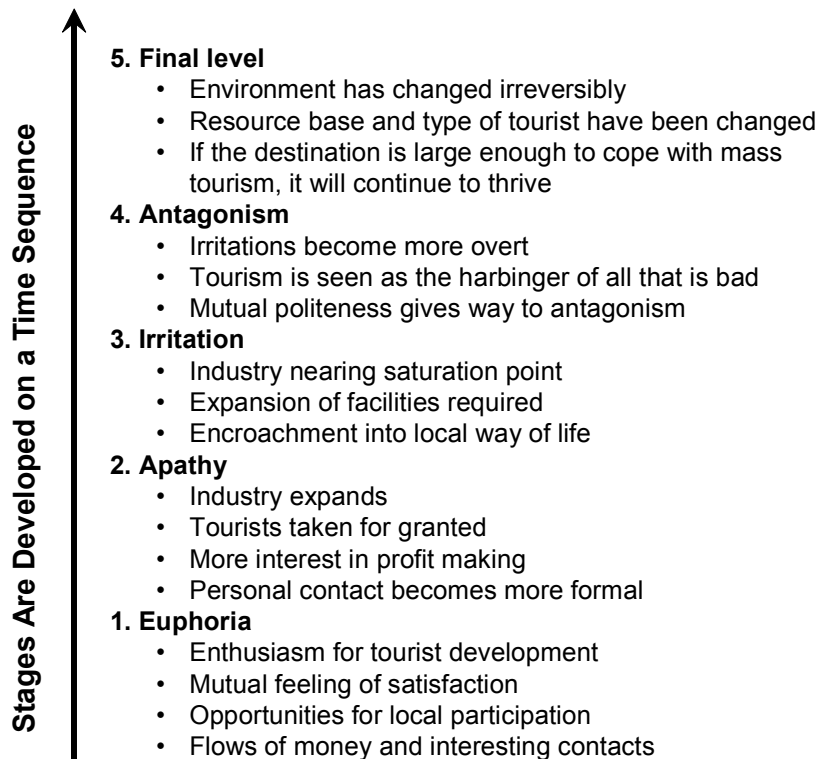 5. Final level
• Environment has changed irreversibly
• Resource base and type of tourist have been changed
• If the destination is large enough to cope with mass
tourism, it will continue to thrive
4. Antagonism
• Irritations become more overt
• Tourism is seen as the harbinger of all that is bad
• Mutual politeness gives way to antagonism
3. Irritation
• Industry nearing saturation point
• Expansion of facilities required
• Encroachment into local way of life
2. Apathy
• Industry expands
• Tourists taken for granted
• More interest in profit making
• Personal contact becomes more formal
1. Euphoria
• Enthusiasm for tourist development
• Mutual feeling of satisfaction
• Opportunities for local participation
• Flows of money and interesting contacts
Stages Are Developed on a Time Sequence